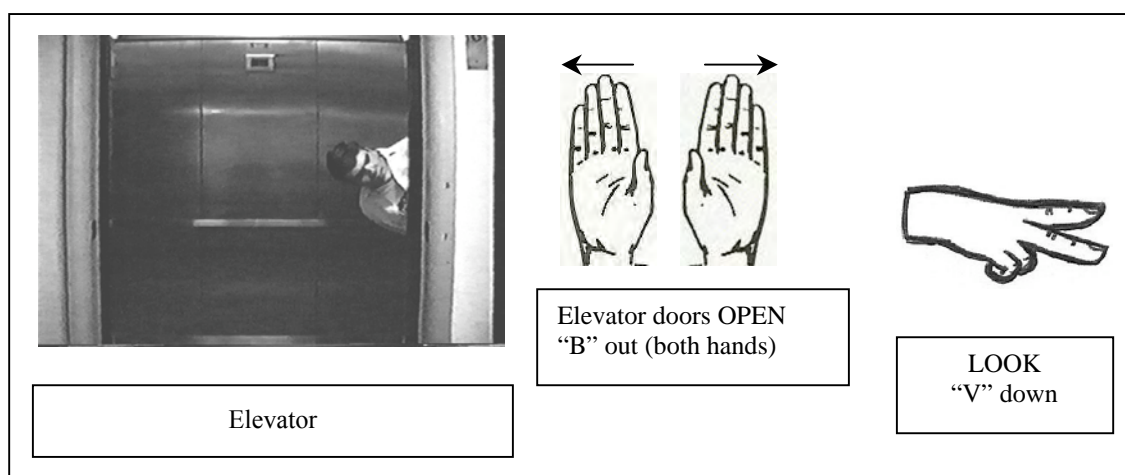 Elevator
Elevator doors OPEN
“B” out (both hands)
LOOK
“V” down